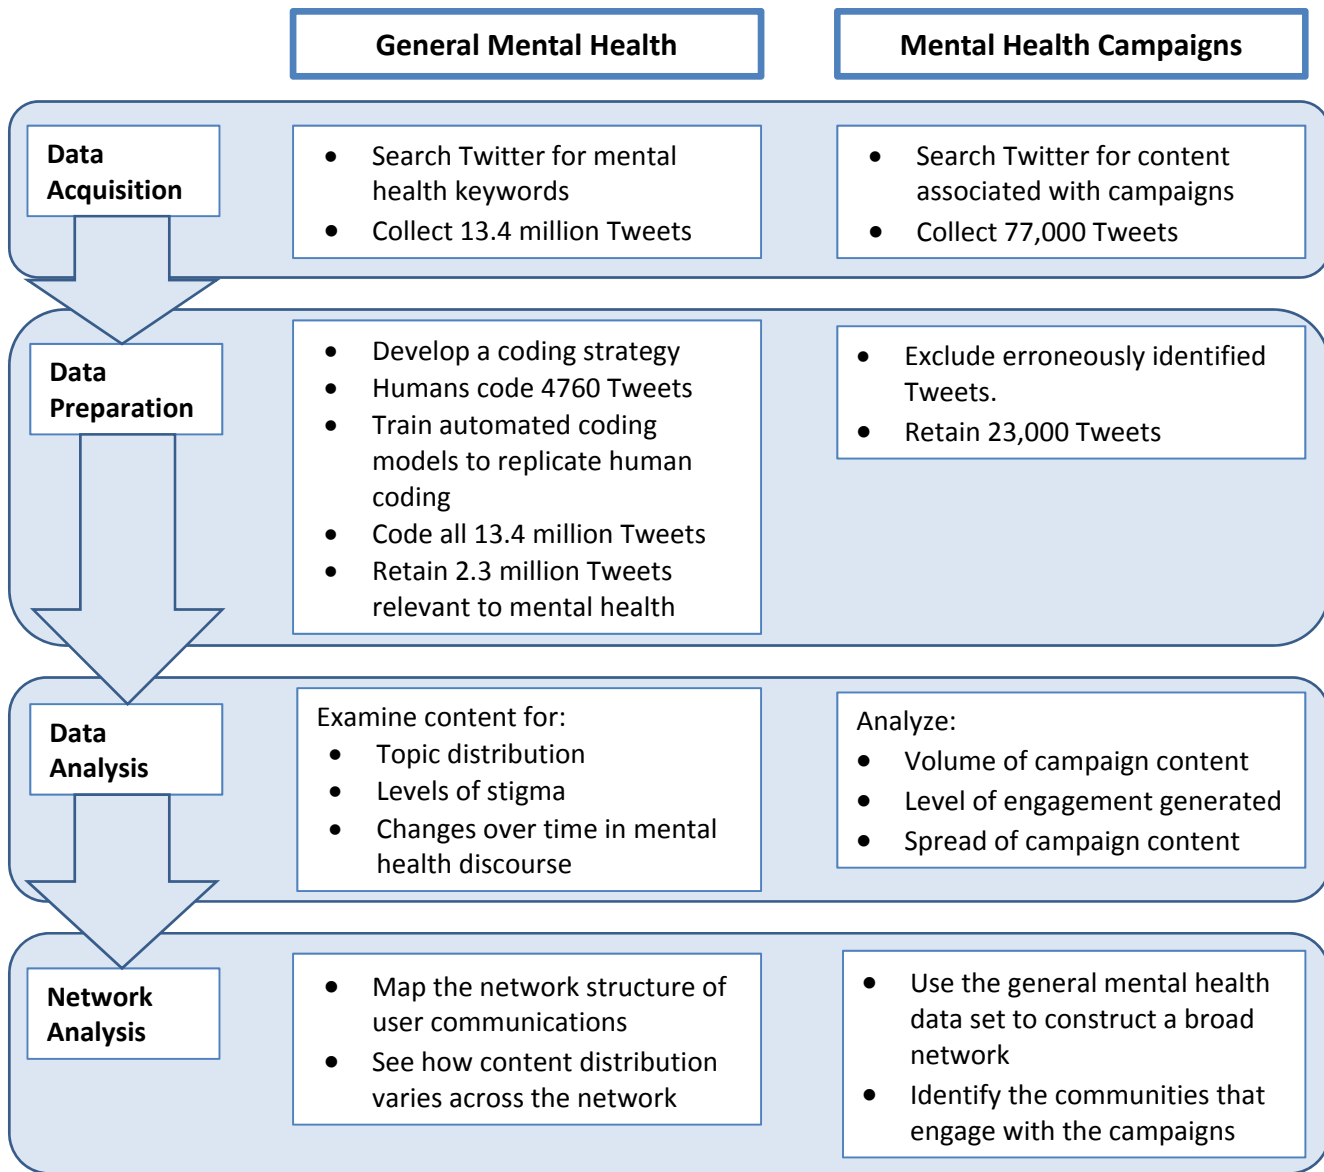 General Mental Health
Mental Health Campaigns
Data
Acquisition
• Search Twitter for mental
health keywords
• Collect 13.4 million Tweets
• Search Twitter for content
associated with campaigns
• Collect 77,000 Tweets
Data
Preparation
• Develop a coding strategy
• Humans code 4760 Tweets
• Train automated coding
models to replicate human
coding
• Code all 13.4 million Tweets
• Retain 2.3 million Tweets
relevant to mental health
• Exclude erroneously identified
Tweets.
• Retain 23,000 Tweets
Data
Analysis
Examine content for:
• Topic distribution
• Levels of stigma
• Changes over time in mental
health discourse
Analyze:
• Volume of campaign content
• Level of engagement generated
• Spread of campaign content
Network
Analysis
• Map the network structure of
user communications
• See how content distribution
varies across the network
• Use the general mental health
data set to construct a broad
network
• Identify the communities that
engage with the campaigns